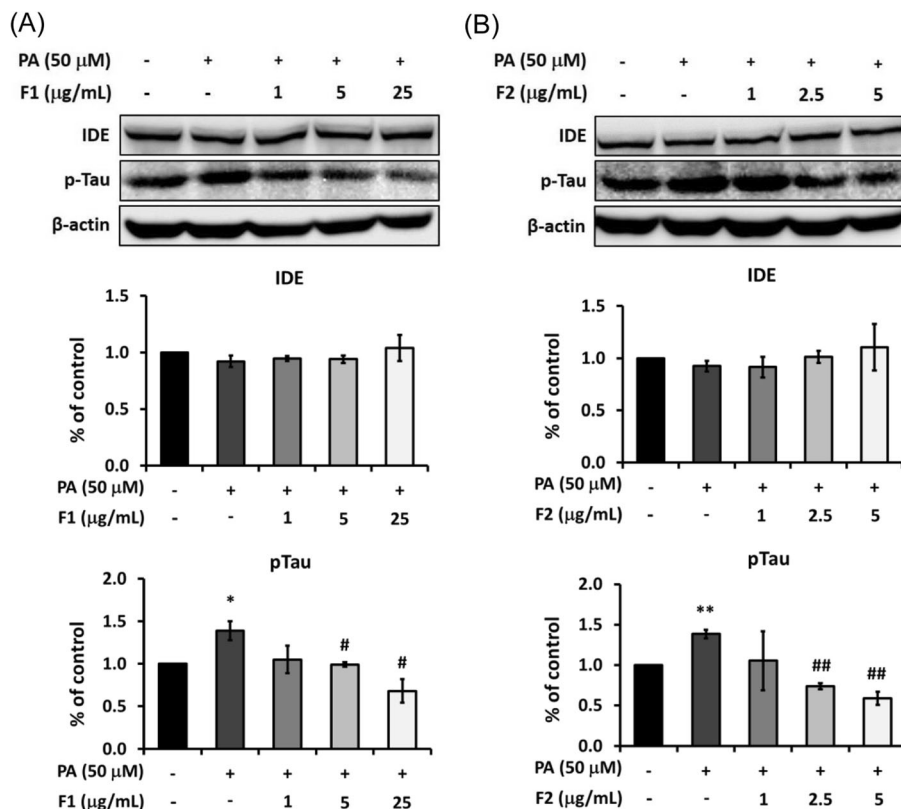 (A)
PA (50 μM) - + + + +
F1 (μg/mL) - - 1 5 25
IDE
p-Tau
β-actin
IDE
% of control
1.5
1.0
0.5
0.0
PA (50 μM) - + + + +
F1 (μg/mL) - - 1 5 25
pTau
% of control
2.0
1.5
1.0
0.5
0.0
* # #
PA (50 μM) - + + + +
F1 (μg/mL) - - 1 5 25
(B)
PA (50 μM) - + + + +
F2 (μg/mL) - - 1 2.5 5
IDE
p-Tau
β-actin
IDE
% of control
1.5
1.0
0.5
0.0
PA (50 μM) - + + + +
F2 (μg/mL) - - 1 2.5 5
pTau
% of control
2.0
1.5
1.0
0.5
0.0
** ## ##
PA (50 μM) - + + + +
F2 (μg/mL) - - 1 2.5 5